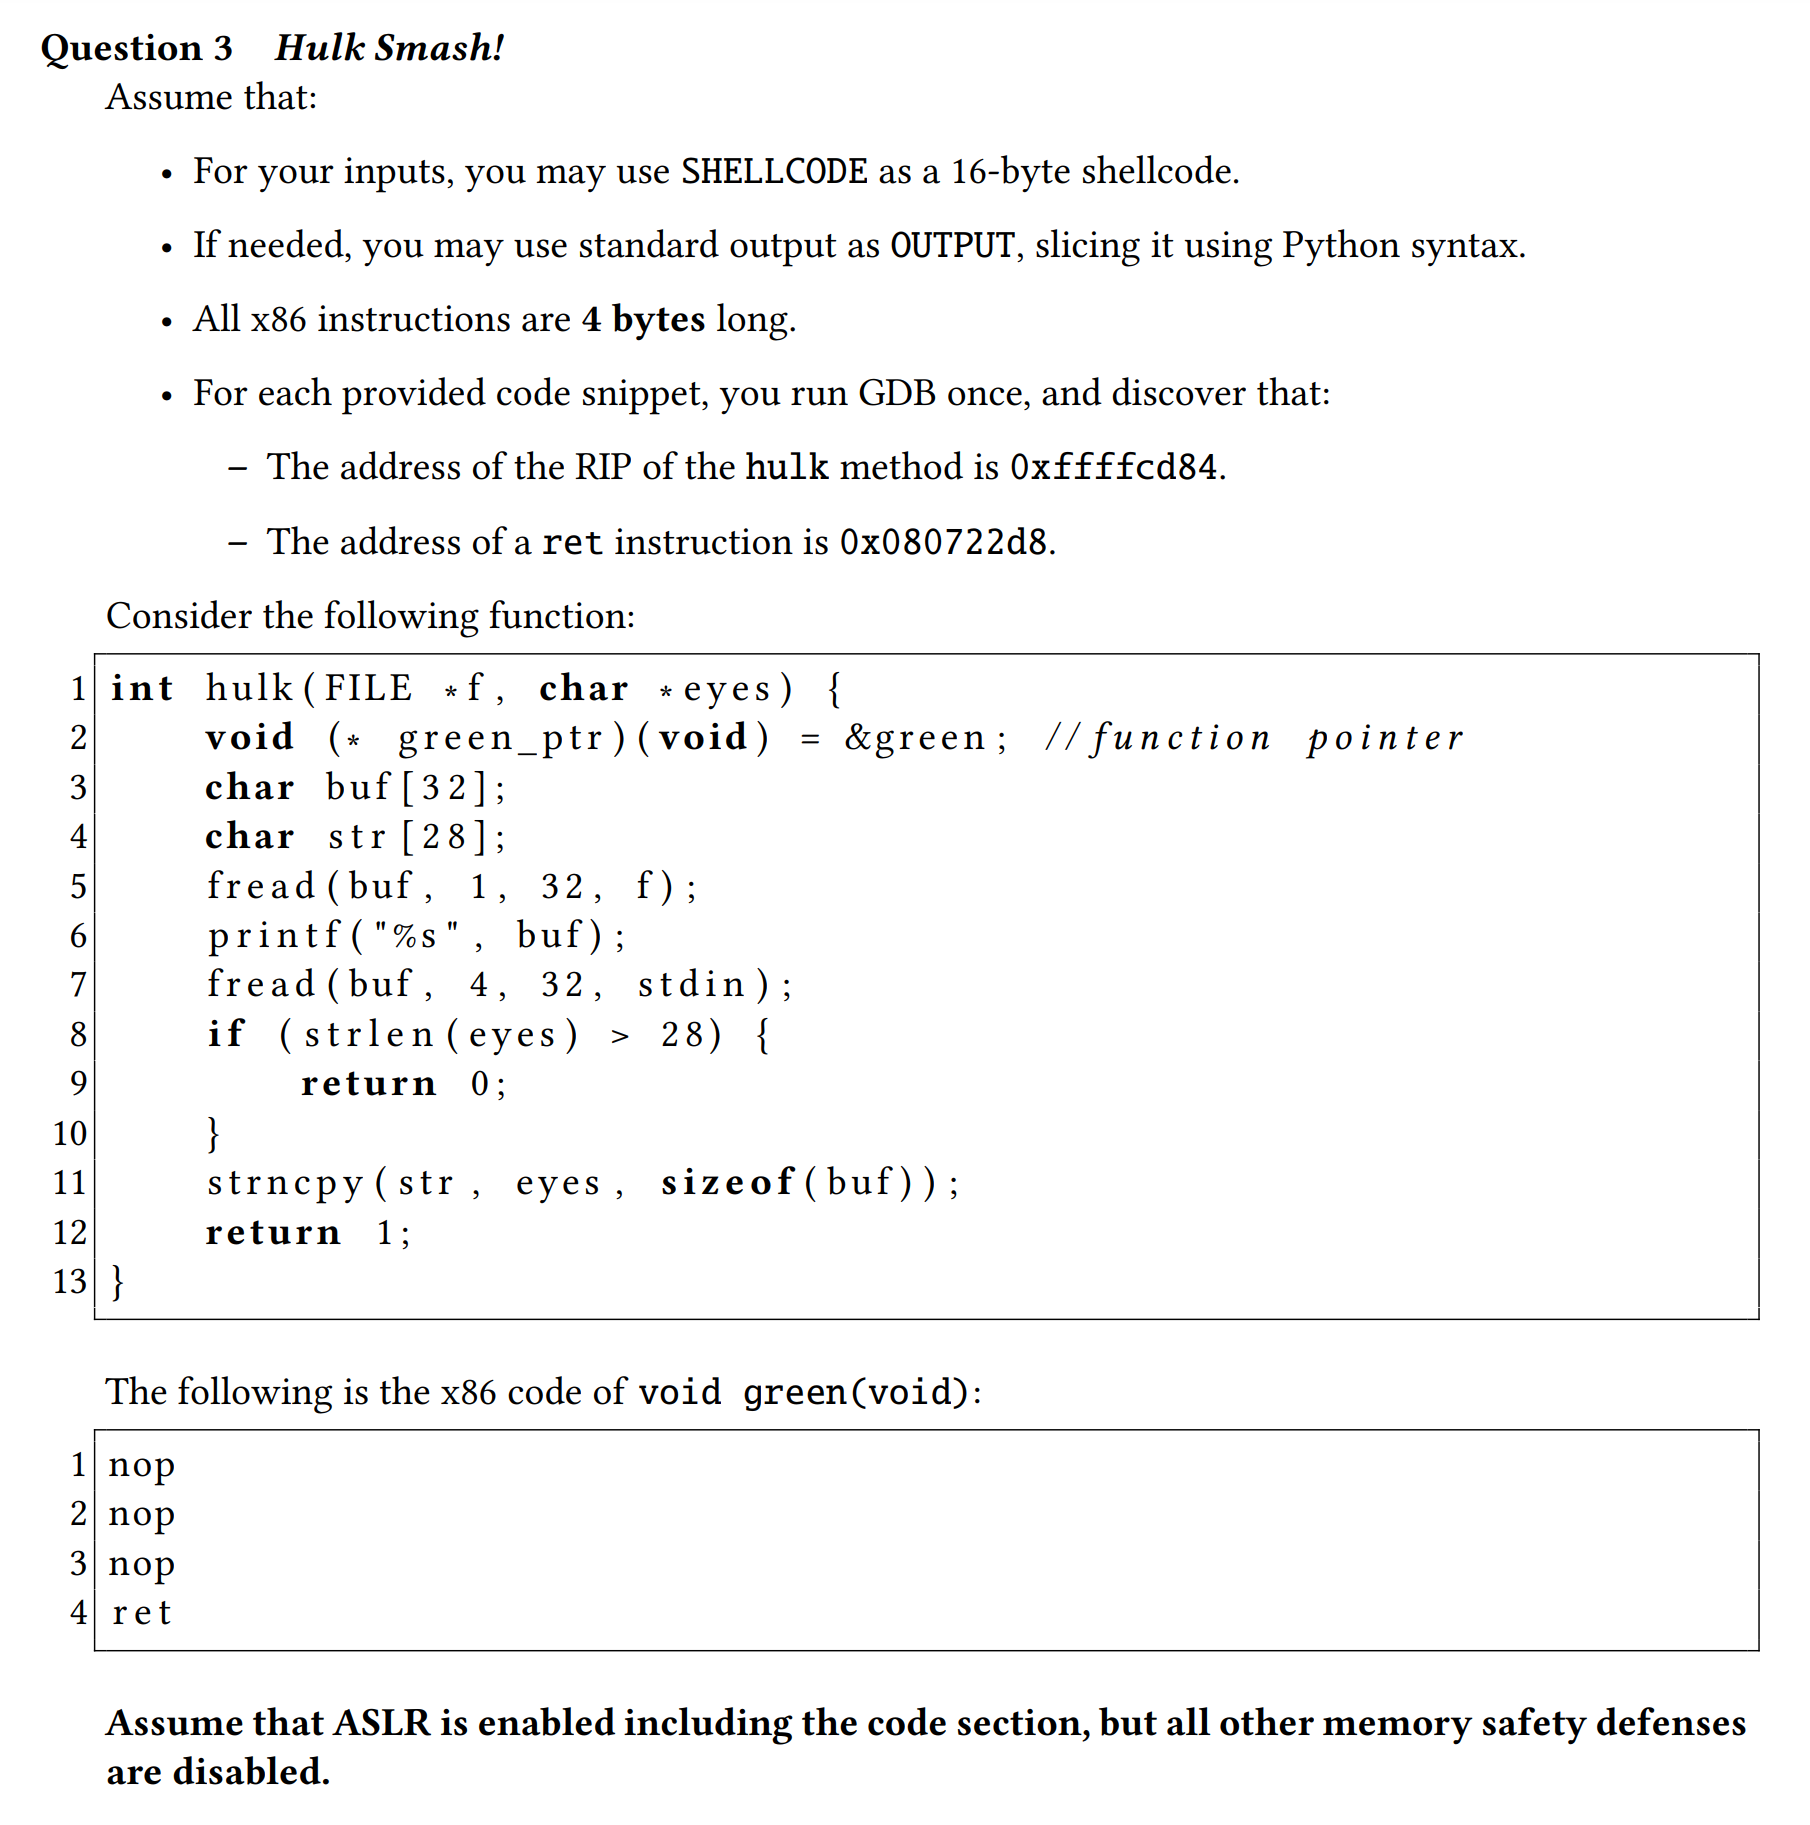 Question 3 Hulk Smash!
Assume that:
• For your inputs, you may use SHELLCODE as a 16-byte shellcode.
• If needed, you may use standard output as OUTPUT, slicing it using Python syntax.
• All x86 instructions are 4 bytes long.
• For each provided code snippet, you run GDB once, and discover that:
– The address of the RIP of the hulk method is 0xffffcd84.
– The address of a ret instruction is 0x080722d8.
Consider the following function:
1 int hulk(FILE *f, char *eyes) {
2 void (* green_ptr)(void) = &green; //function pointer
3 char buf[32];
4 char str[28];
5 fread(buf, 1, 32, f);
6 printf("%s", buf);
7 fread(buf, 4, 32, stdin);
8 if (strlen(eyes) > 28) {
9 return 0;
10 }
11 strncpy(str, eyes, sizeof(buf));
12 return 1;
13 }
The following is the x86 code of void green(void):
1 nop
2 nop
3 nop
4 ret
Assume that ASLR is enabled including the code section, but all other memory safety defenses
are disabled.